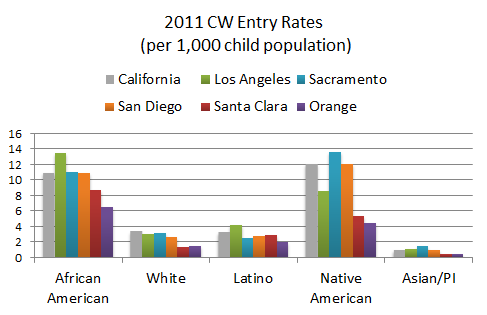 2011 CW Entry Rates
(per 1,000 child population)
California Los Angeles Sacramento
San Diego Santa Clara Orange
16
14
12
10
8
6
4
2
0
African American
White
Latino
Native American
Asian/PI